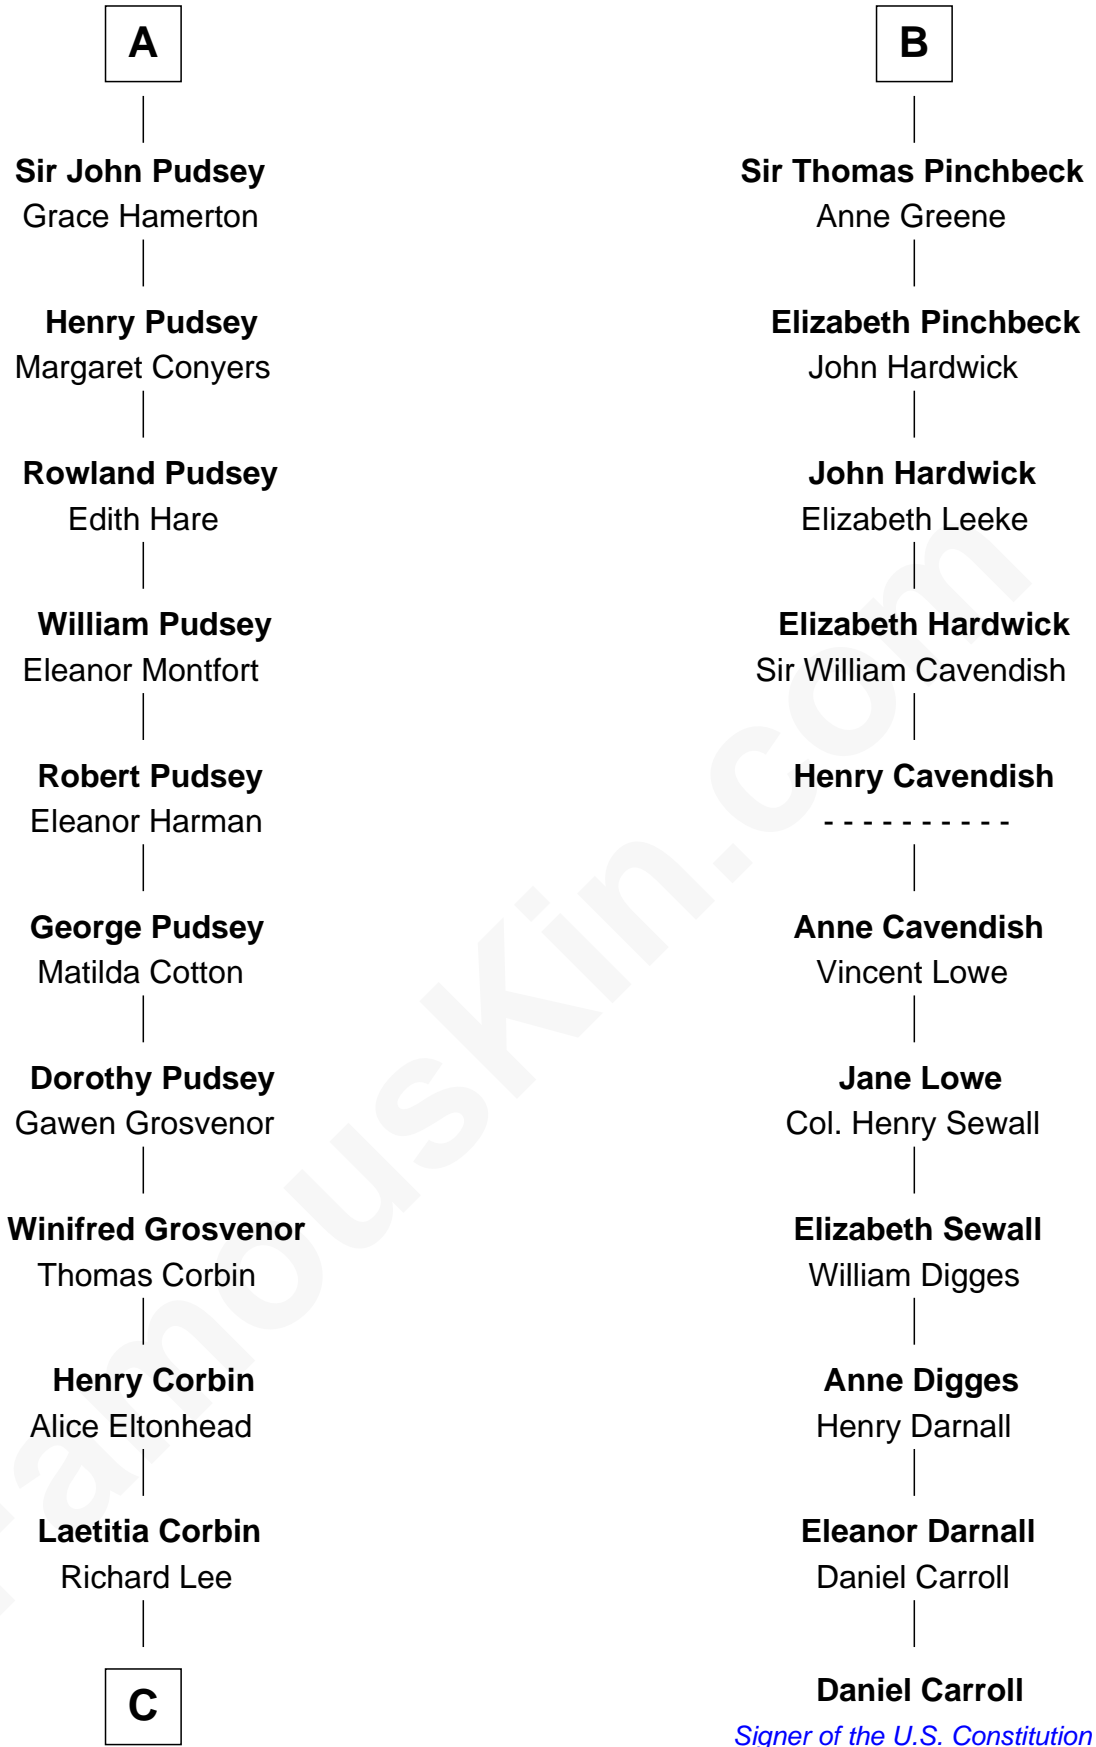 A
Sir John Pudsey
Grace Hamerton
Henry Pudsey
Margaret Conyers
Rowland Pudsey
Edith Hare
William Pudsey
Eleanor Montfort
Robert Pudsey
Eleanor Harman
George Pudsey
Matilda Cotton
Dorothy Pudsey
Gawen Grosvenor
Winifred Grosvenor
Thomas Corbin
Henry Corbin
Alice Eltonhead
Laetitia Corbin
Richard Lee
C
B
Sir Thomas Pinchbeck
Anne Greene
Elizabeth Pinchbeck
John Hardwick
John Hardwick
Elizabeth Leeke
Elizabeth Hardwick
Sir William Cavendish
Henry Cavendish
- - - - - - - - - -
Anne Cavendish
Vincent Lowe
Jane Lowe
Col. Henry Sewall
Elizabeth Sewall
William Digges
Anne Digges
Henry Darnall
Eleanor Darnall
Daniel Carroll
Daniel Carroll
Signer of the U.S. Constitution
FamousKin.com